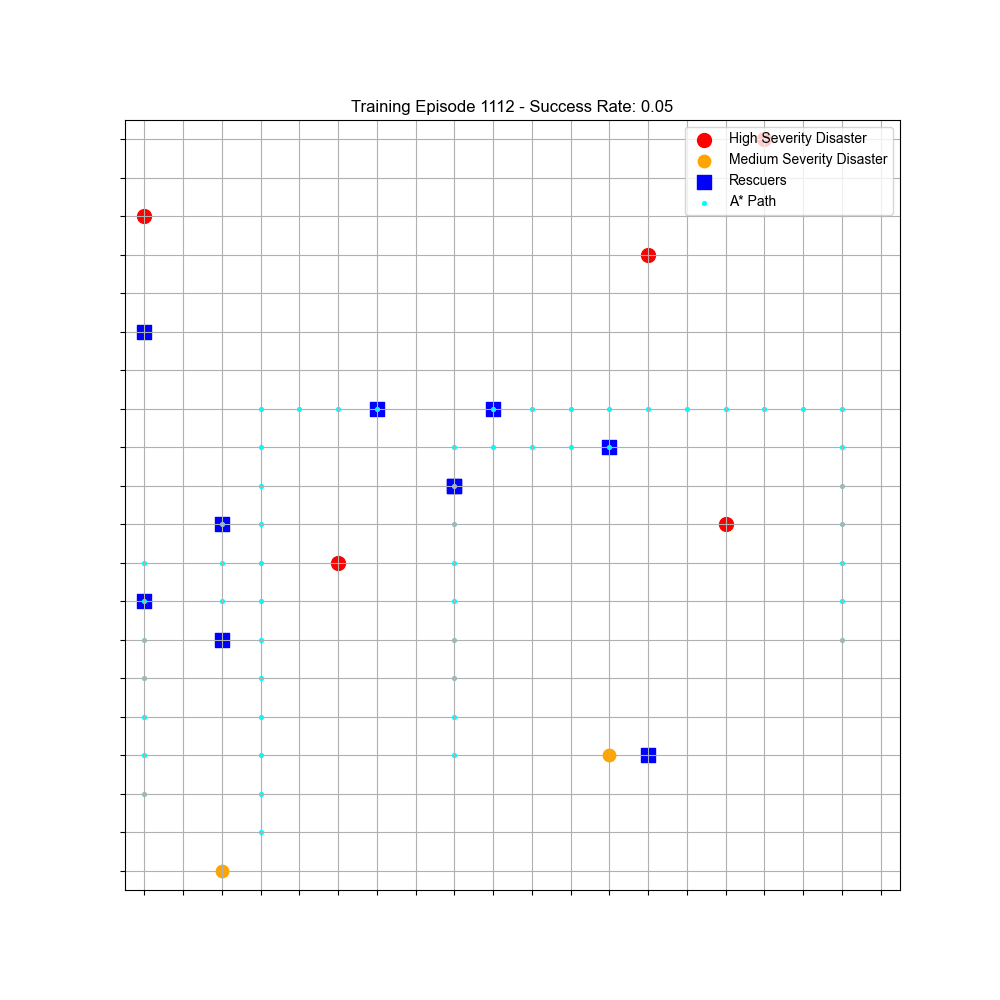 Training Episode 1112 - Success Rate: 0.05
High Severity Disaster
Medium Severity Disaster
Rescuers
A* Path